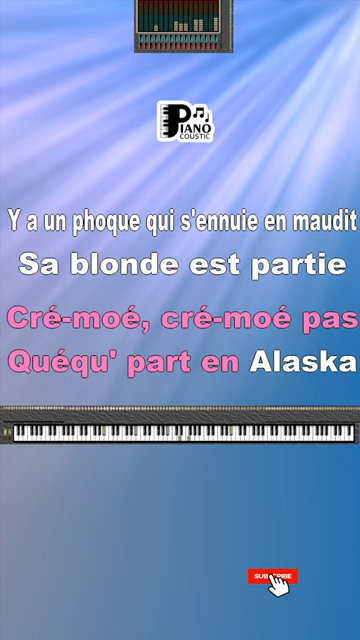 PIANO
COUSTIC
Y a un phoque qui s'ennuie en maudit
Sa blonde est partie
Cré-moé, cré-moé pas
Quéqu' part en Alaska
SUBSCRIBE